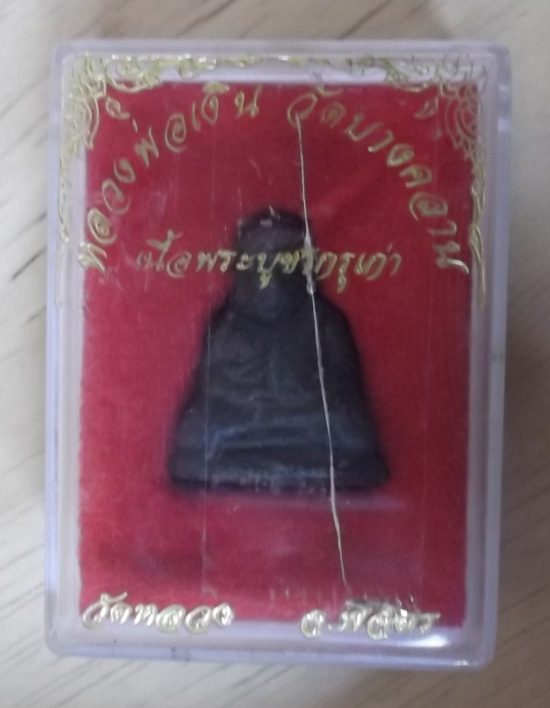 หลวงพ่อเงิน วัดบางคลาน
เนื้อพระบูชากรุเก่า
วัดหลวง จ.พิจิตร